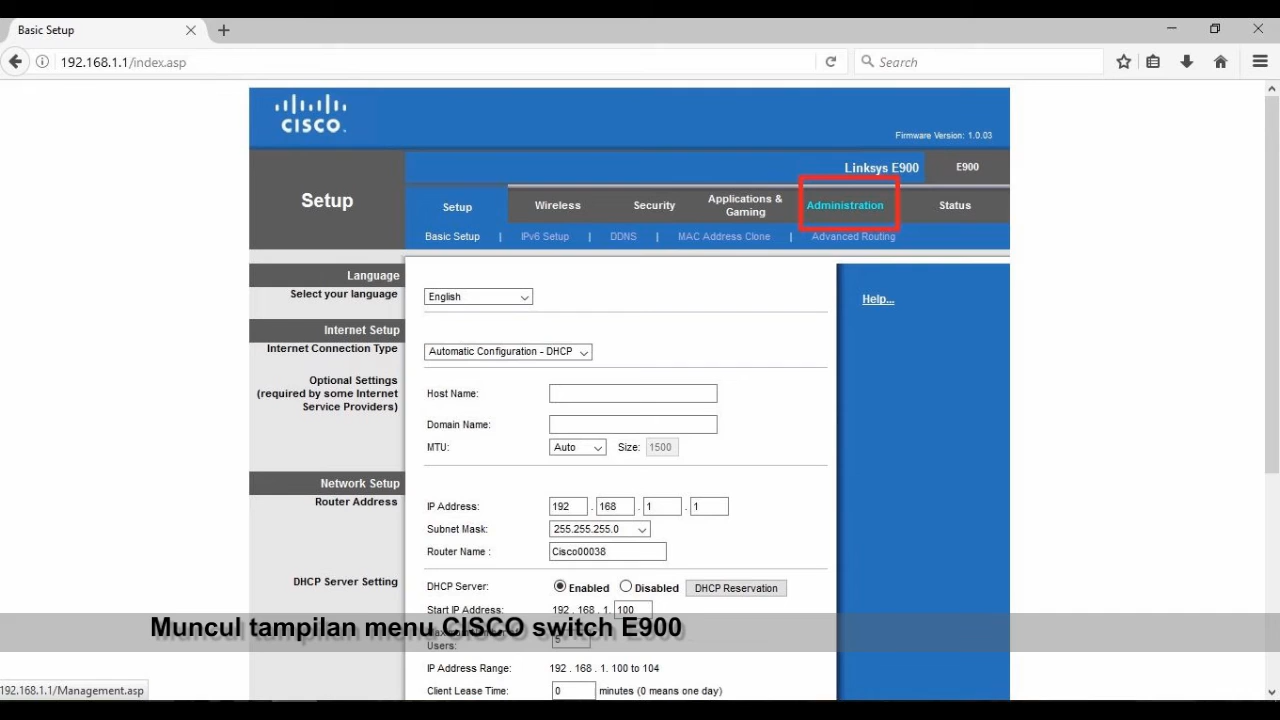 Basic Setup
192.168.1.1/index.asp
Search
CISCO.
Firmware Version: 1.0.03
Linksys E900
E900
Setup
Setup
Wireless
Security
Applications &
Gaming
Administration
Status
Basic Setup | IPv6 Setup | DDNS | MAC Address Clone | Advanced Routing
Language
Select your language
English
Help...
Internet Setup
Internet Connection Type
Automatic Configuration - DHCP
Optional Settings
(required by some Internet
Service Providers)
Host Name:
Domain Name:
MTU: Auto Size: 1500
Network Setup
Router Address
IP Address: 192 . 168 . 1 . 1
Subnet Mask: 255.255.255.0
Router Name : Cisco00038
DHCP Server Setting
DHCP Server: Enabled Disabled DHCP Reservation
Start IP Address: 192 . 168 . 1. 100
Muncul tampilan menu CISCO switch E900
Users: 5
IP Address Range: 192 . 168 . 1. 100 to 104
Client Lease Time: 0 minutes (0 means one day)
192.168.1.1/Management.asp